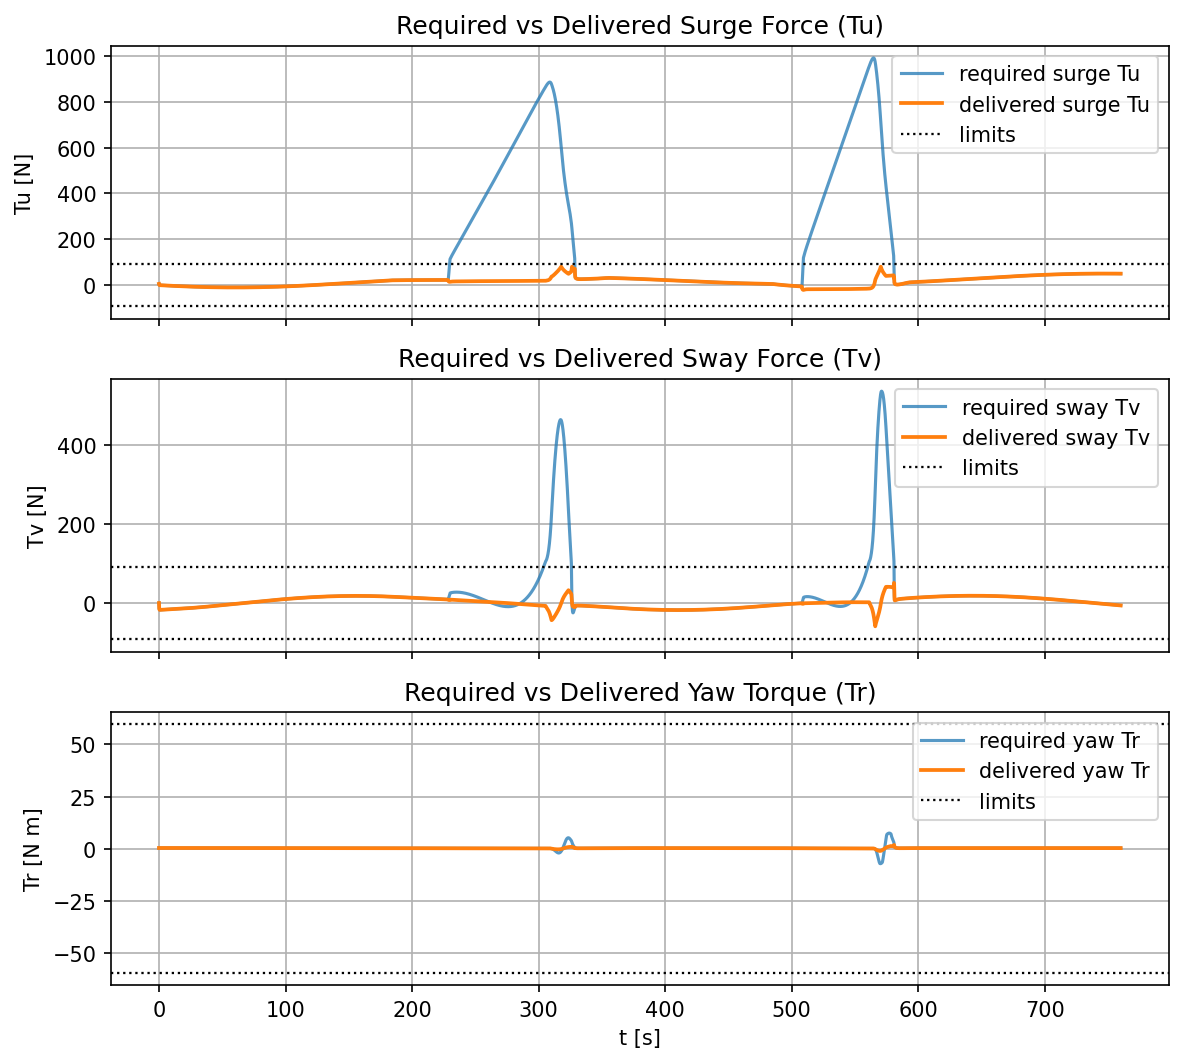 Required vs Delivered Surge Force (Tu)
1000
800
600
400
200
0
Tu [N]
required surge Tu
delivered surge Tu
limits
Required vs Delivered Sway Force (Tv)
400
200
0
Tv [N]
required sway Tv
delivered sway Tv
limits
Required vs Delivered Yaw Torque (Tr)
50
25
0
−25
−50
Tr [N m]
required yaw Tr
delivered yaw Tr
limits
0 100 200 300 400 500 600 700
t [s]